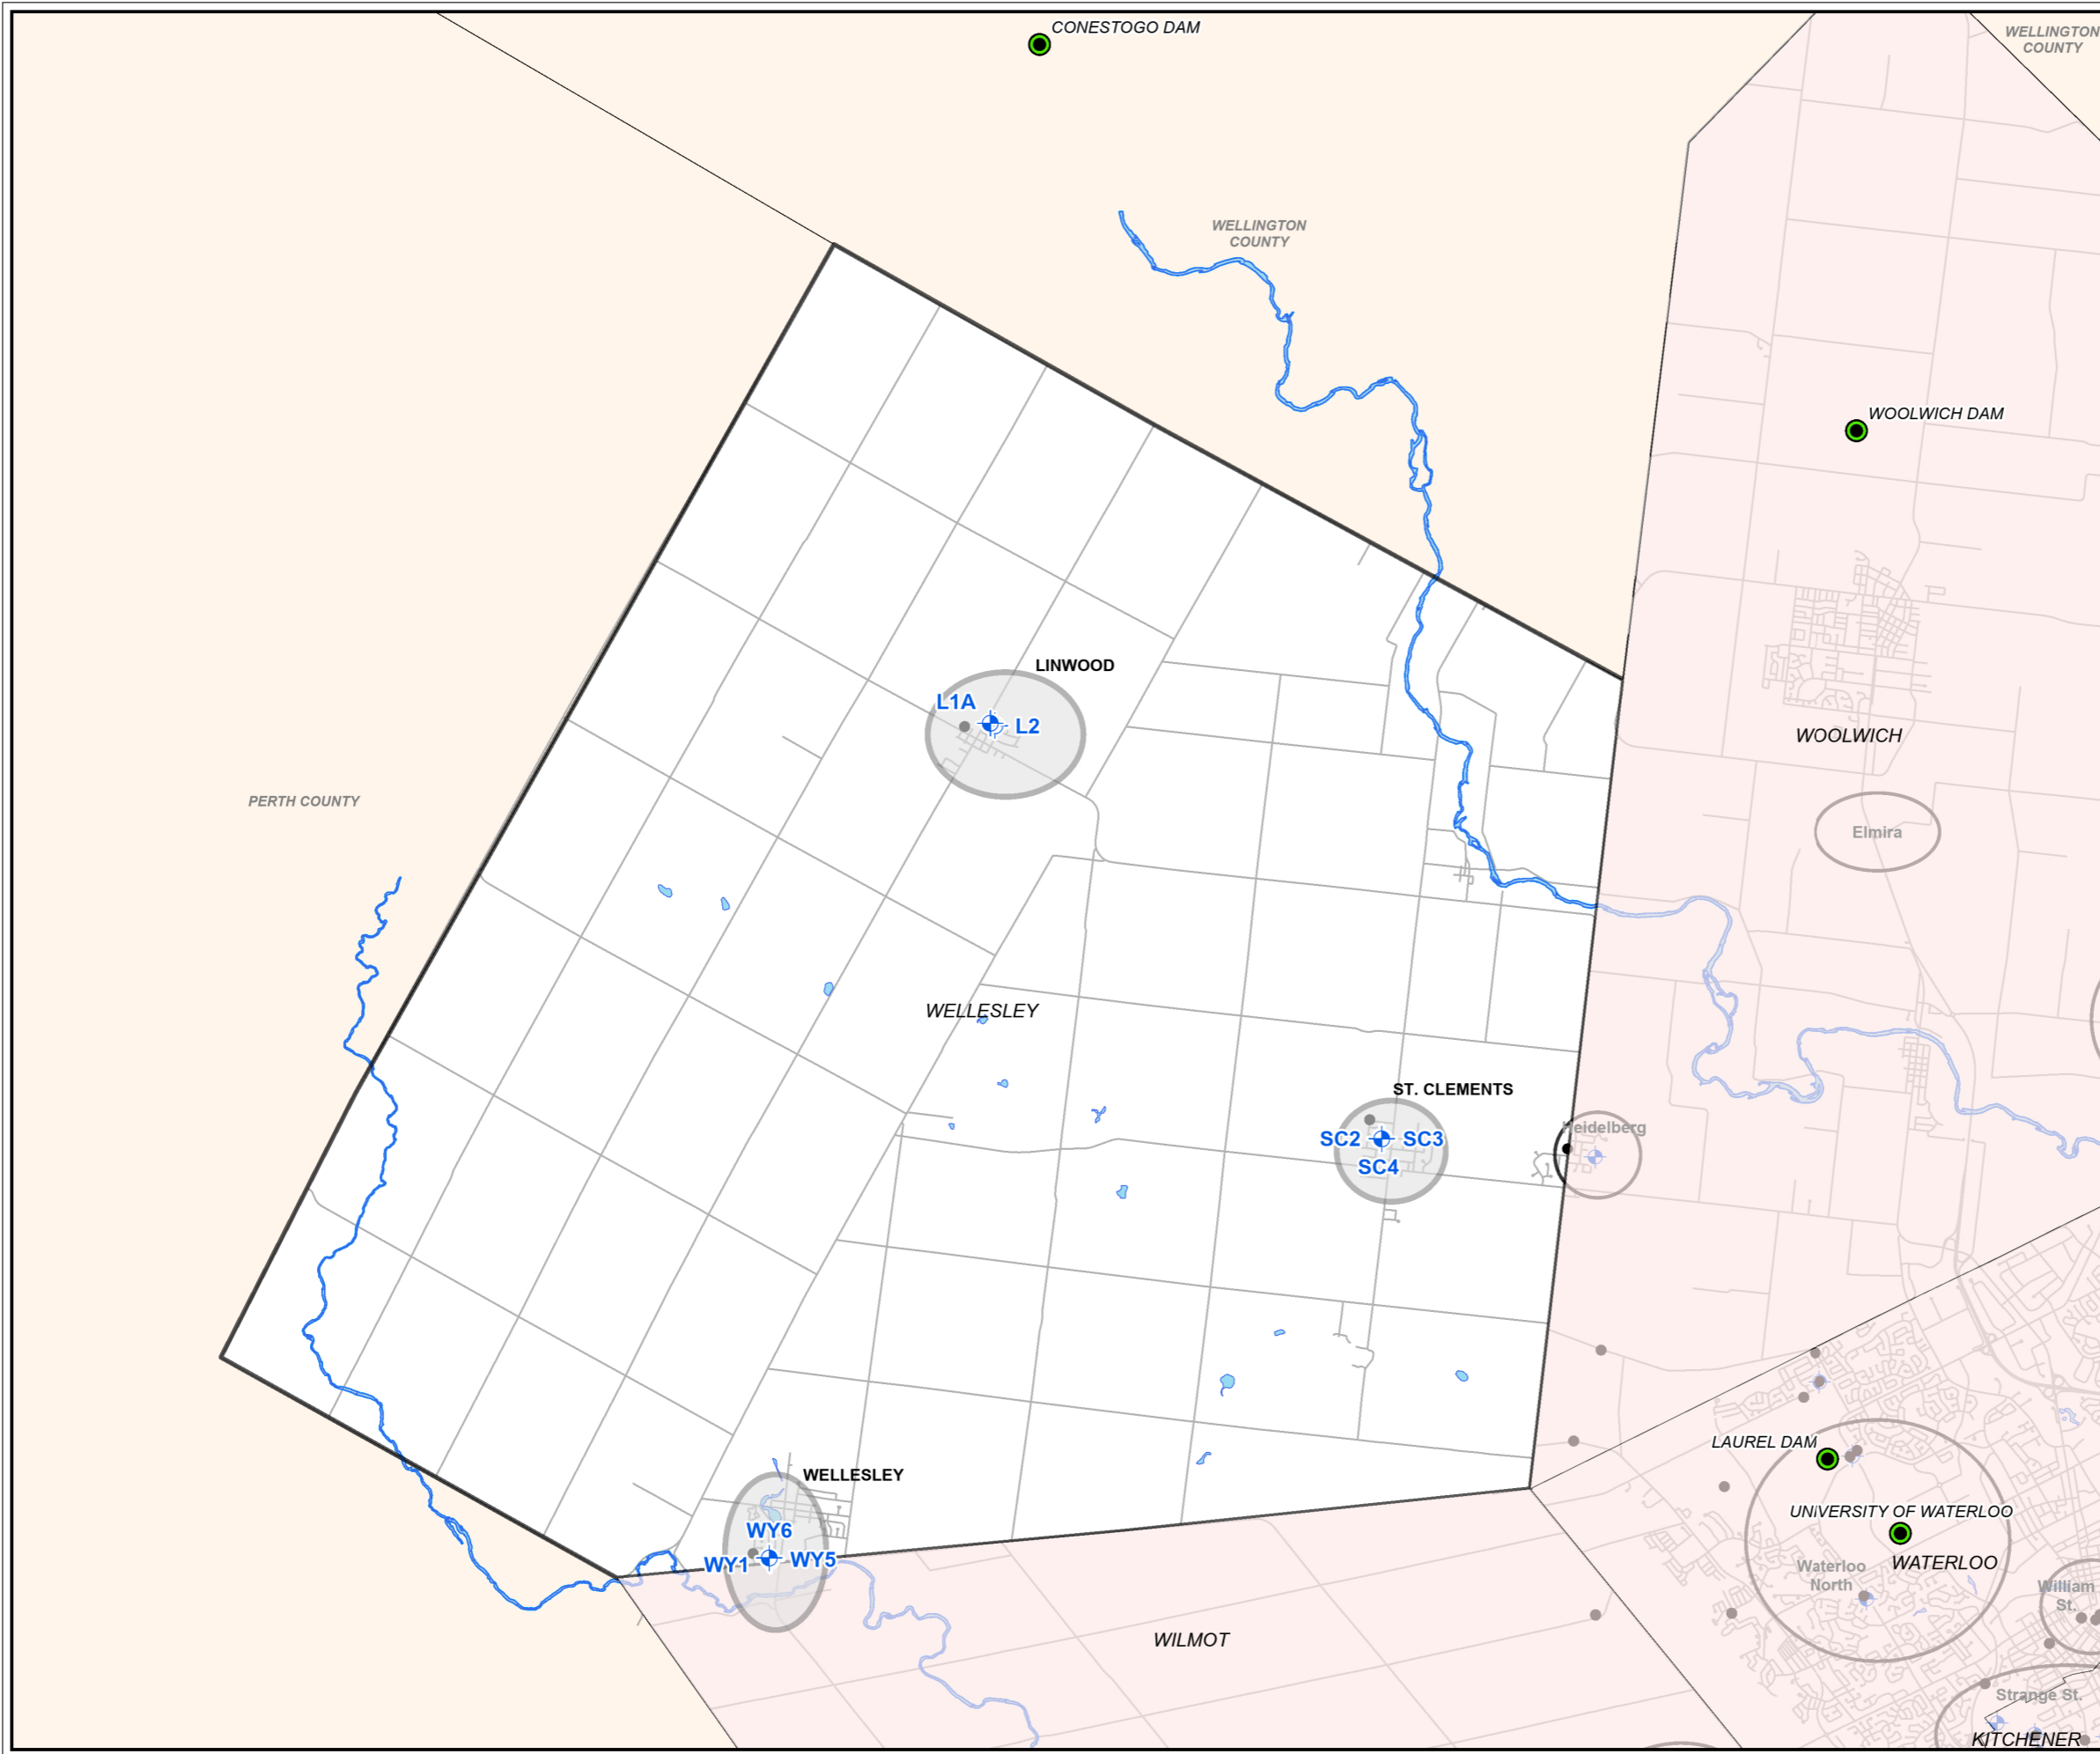 CONESTOGO DAM
WELLINGTON
COUNTY
WELLINGTON
COUNTY
WOOLWICH DAM
LINWOOD
L1A
L2
WOOLWICH
PERTH COUNTY
Elmira
WELLESLEY
ST. CLEMENTS
Heidelberg
SC2
SC3
SC4
LAUREL DAM
WELLESLEY
UNIVERSITY OF WATERLOO
WY6
WY1
WY5
Waterloo
North
WATERLOO
William
St.
WILMOT
Strange St.
KITCHENER